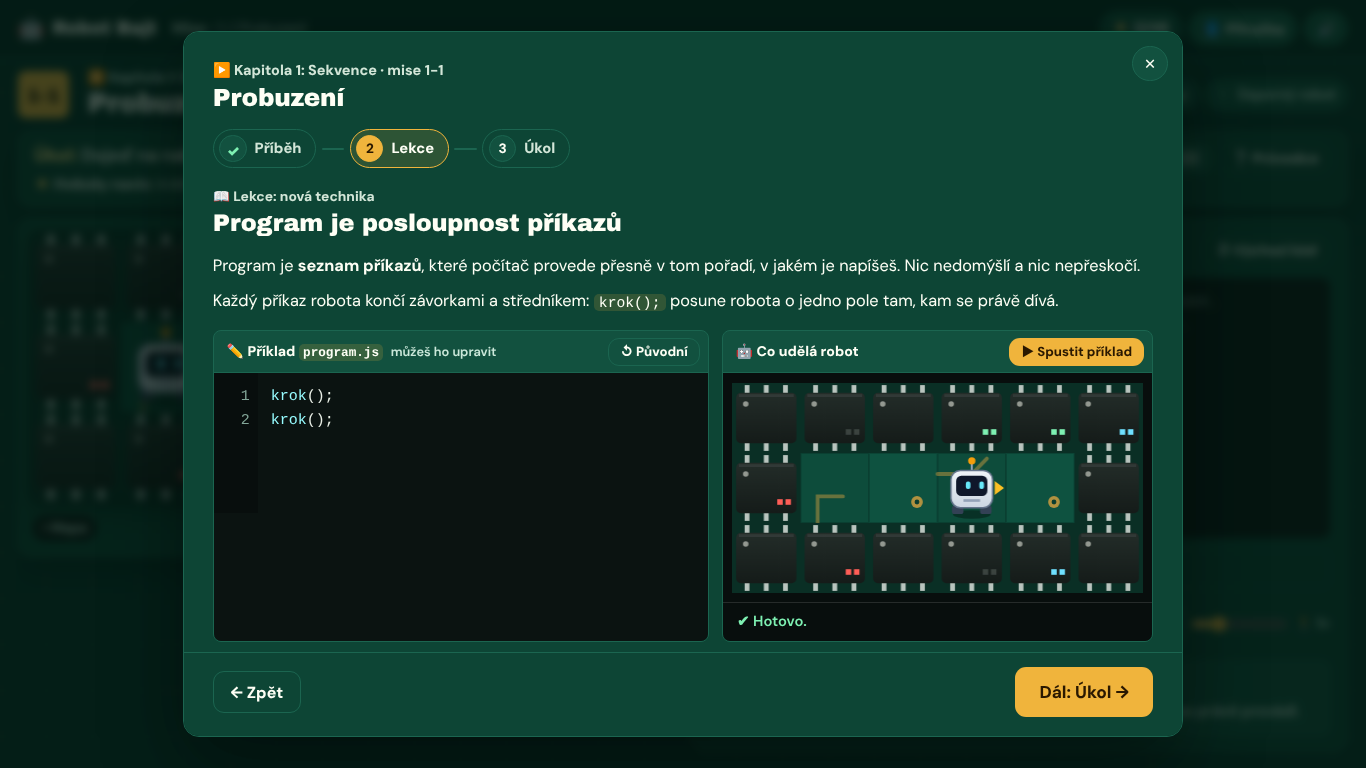 Kapitola 1: Sekvence · mise 1-1
Probuzení
Příběh
2 Lekce
3 Úkol
Lekce: nová technika
Program je posloupnost příkazů
Program je seznam příkazů, které počítač provede přesně v tom pořadí, v jakém je napíšeš. Nic nedomýšlí a nic nepřeskočí.
Každý příkaz robota končí závorkami a středníkem: krok(); posune robota o jedno pole tam, kam se právě dívá.
Příklad program.js můžeš ho upravit
Původní
1 krok();
2 krok();
Co udělá robot
Spustit příklad
✔ Hotovo.
← Zpět
Dál: Úkol →